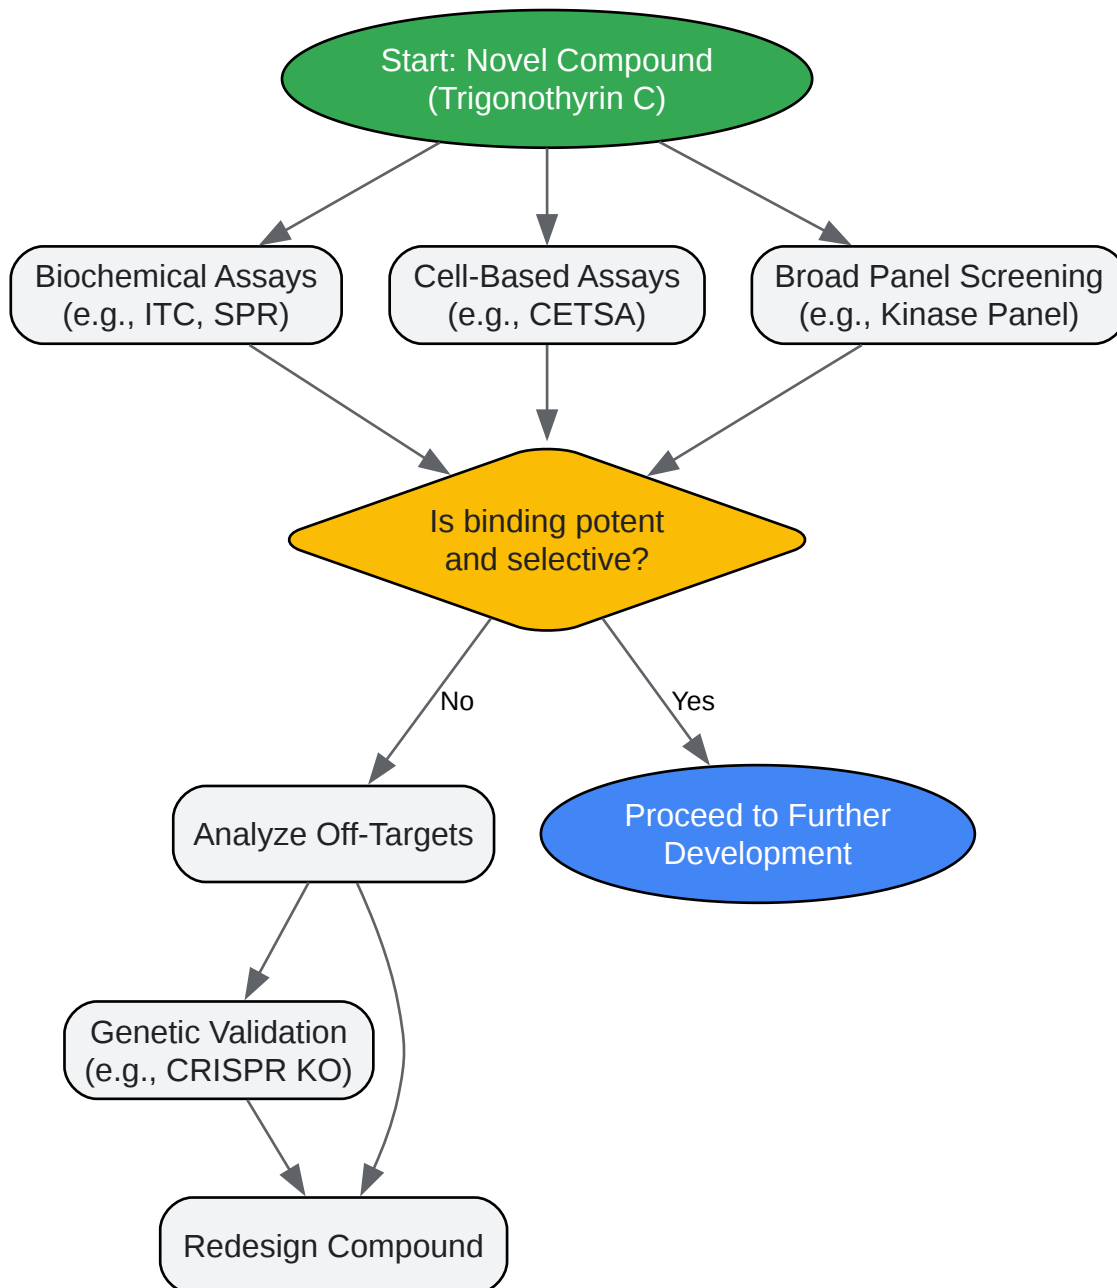 Start: Novel Compound
(Trigonothyrin C)
Biochemical Assays
(e.g., ITC, SPR)
Cell-Based Assays
(e.g., CETSA)
Broad Panel Screening
(e.g., Kinase Panel)
Is binding potent
and selective?
No
Yes
Analyze Off-Targets
Proceed to Further
Development
Genetic Validation
(e.g., CRISPR KO)
Redesign Compound